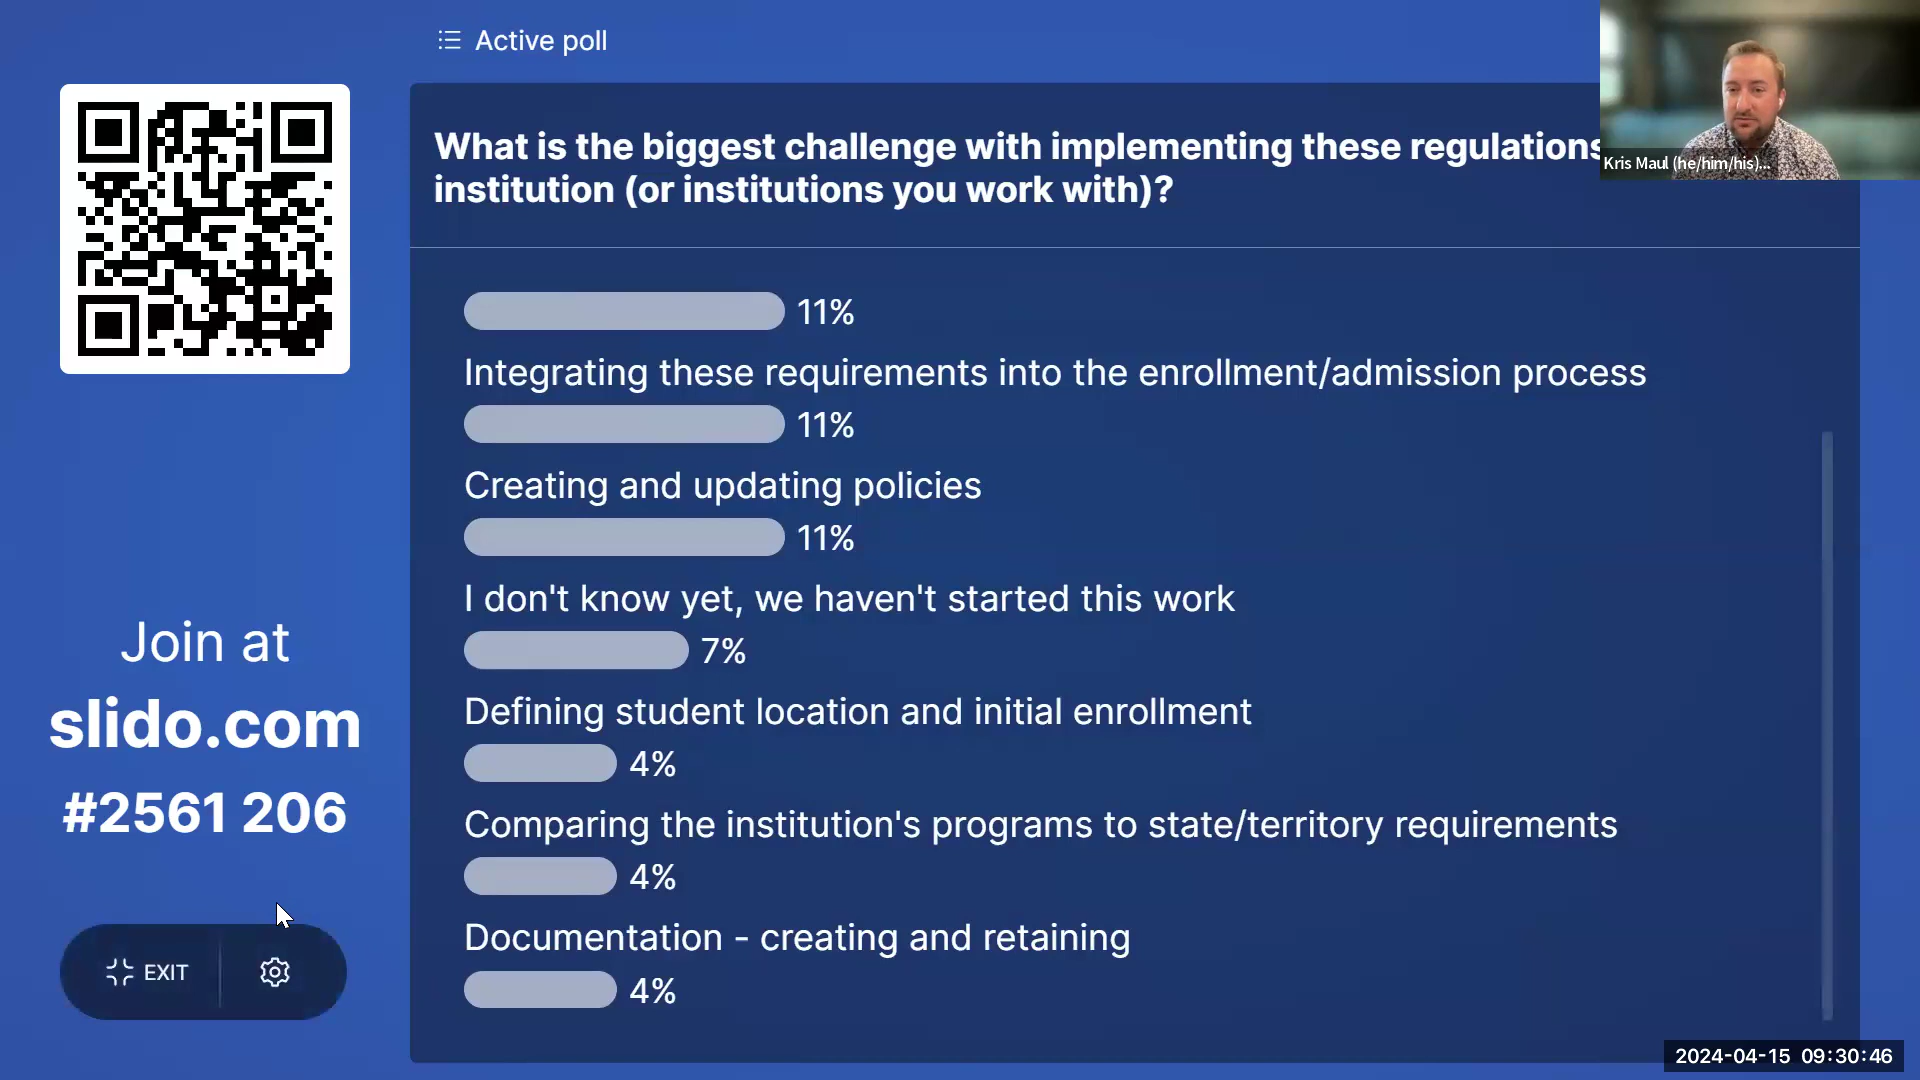 Active poll
What is the biggest challenge with implementing these regulations
institution (or institutions you work with)?
Kris Maul (he/him/his)...
11%
Integrating these requirements into the enrollment/admission process
11%
Creating and updating policies
11%
I don't know yet, we haven't started this work
7%
Defining student location and initial enrollment
4%
Comparing the institution's programs to state/territory requirements
4%
Documentation - creating and retaining
4%
Join at
slido.com
#2561 206
EXIT
2024-04-15 09:30:46